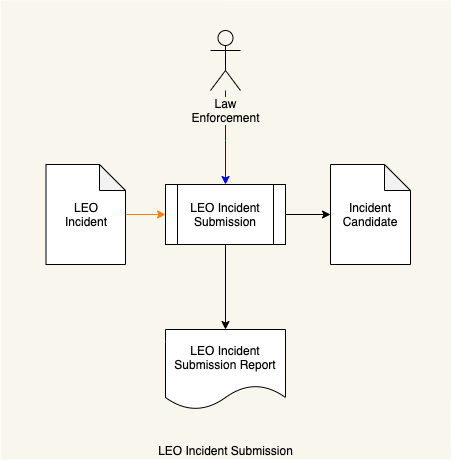 Law
Enforcement
LEO
Incident
LEO Incident
Submission
Incident
Candidate
LEO Incident
Submission Report
LEO Incident Submission